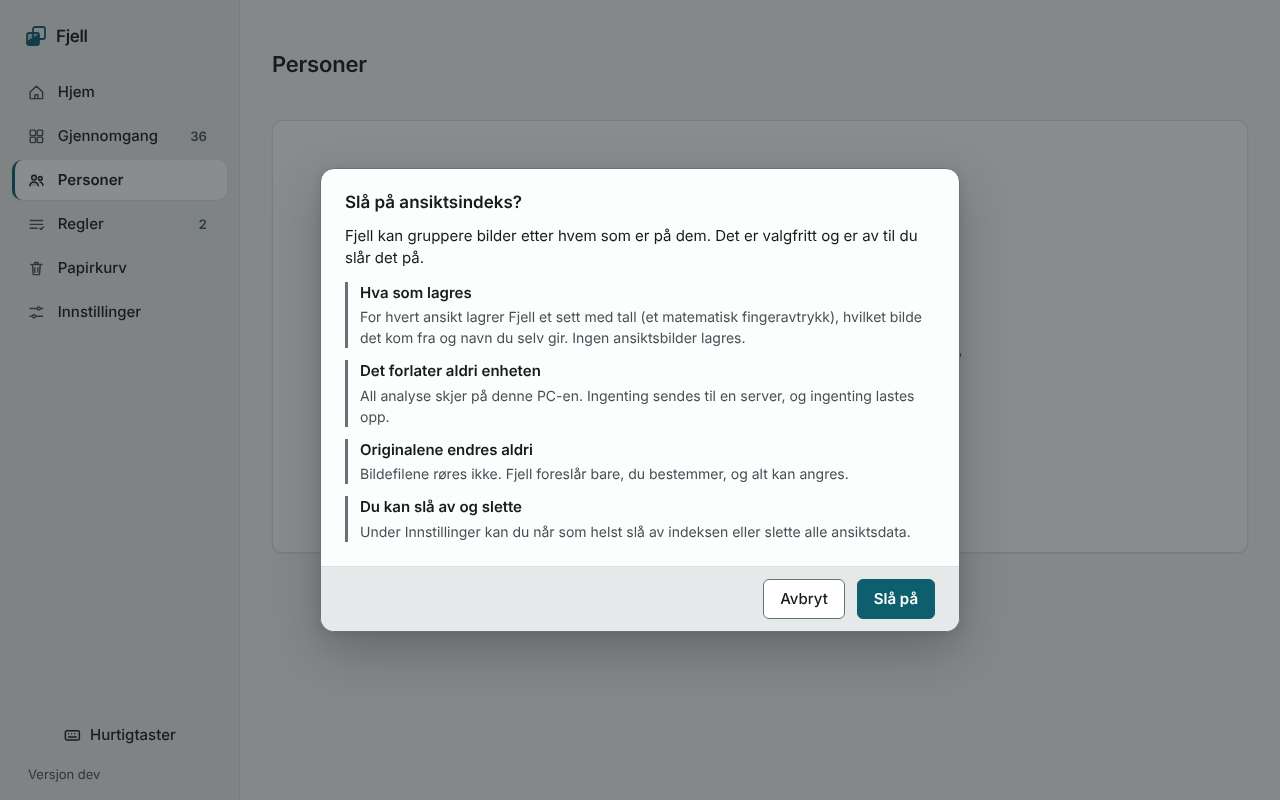 Fjell
Hjem
Gjennomgang 36
Personer
Regler 2
Papirkurv
Innstillinger
Hurtigtaster
Versjon dev
Personer
Slå på ansiktsindeks?
Fjell kan gruppere bilder etter hvem som er på dem. Det er valgfritt og er av til du
slår det på.
Hva som lagres
For hvert ansikt lagrer Fjell et sett med tall (et matematisk fingeravtrykk), hvilket bilde
det kom fra og navn du selv gir. Ingen ansiktsbilder lagres.
Det forlater aldri enheten
All analyse skjer på denne PC-en. Ingenting sendes til en server, og ingenting lastes
opp.
Originalene endres aldri
Bildefilene røres ikke. Fjell foreslår bare, du bestemmer, og alt kan angres.
Du kan slå av og slette
Under Innstillinger kan du når som helst slå av indeksen eller slette alle ansiktsdata.
Avbryt
Slå på